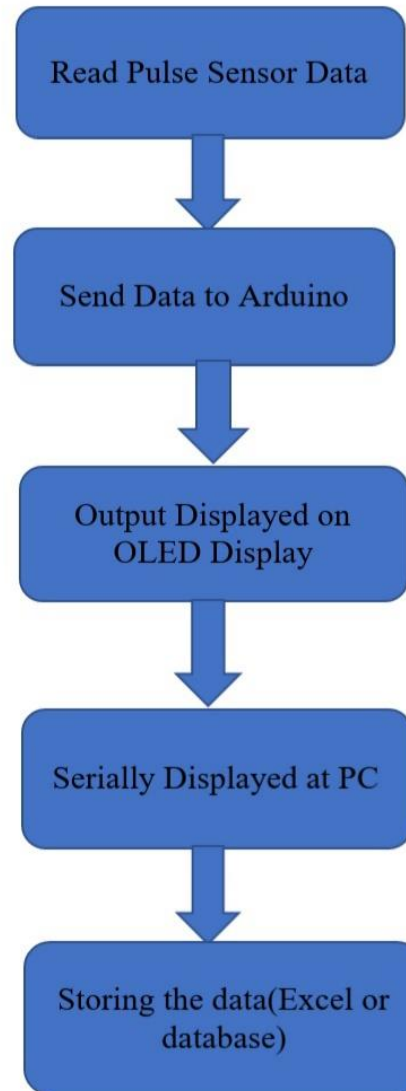 Read Pulse Sensor Data
Send Data to Arduino
Output Displayed on
OLED Display
Serially Displayed at PC
Storing the data(Excel or
database)